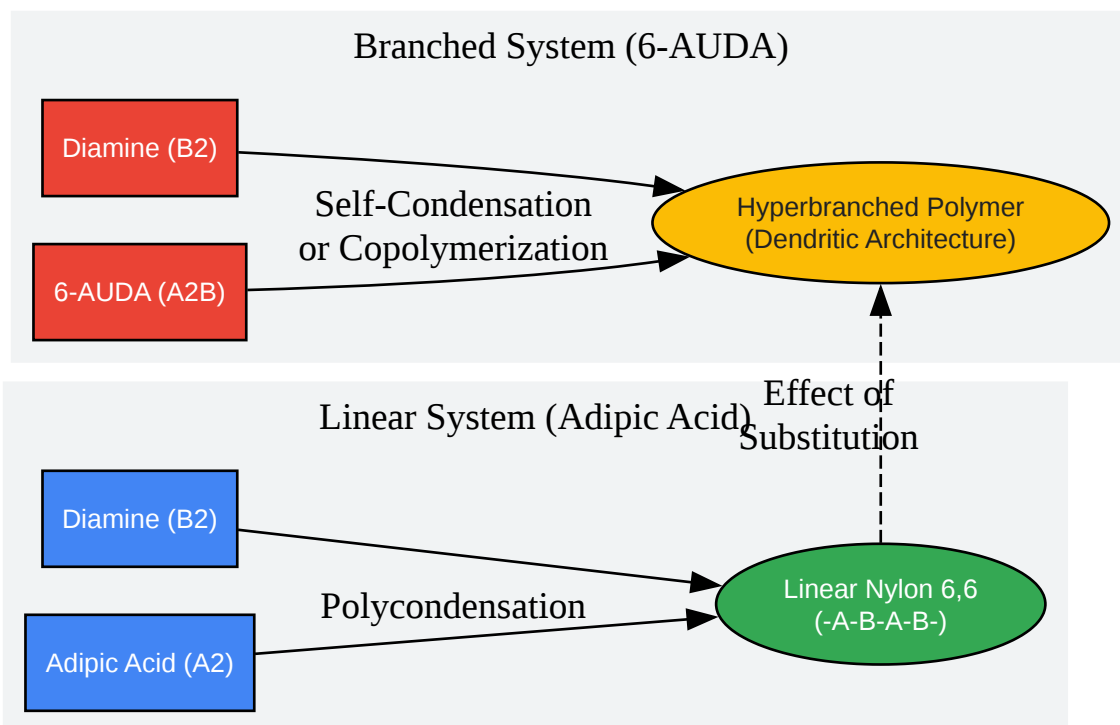 Branched System (6-AUDA)
Diamine (B2)
Self-Condensation
or Copolymerization
6-AUDA (A2B)
Hyperbranched Polymer
(Dendritic Architecture)
Effect of
Substitution
Linear System (Adipic Acid)
Diamine (B2)
Polycondensation
Adipic Acid (A2)
Linear Nylon 6,6
(-A-B-A-B-)